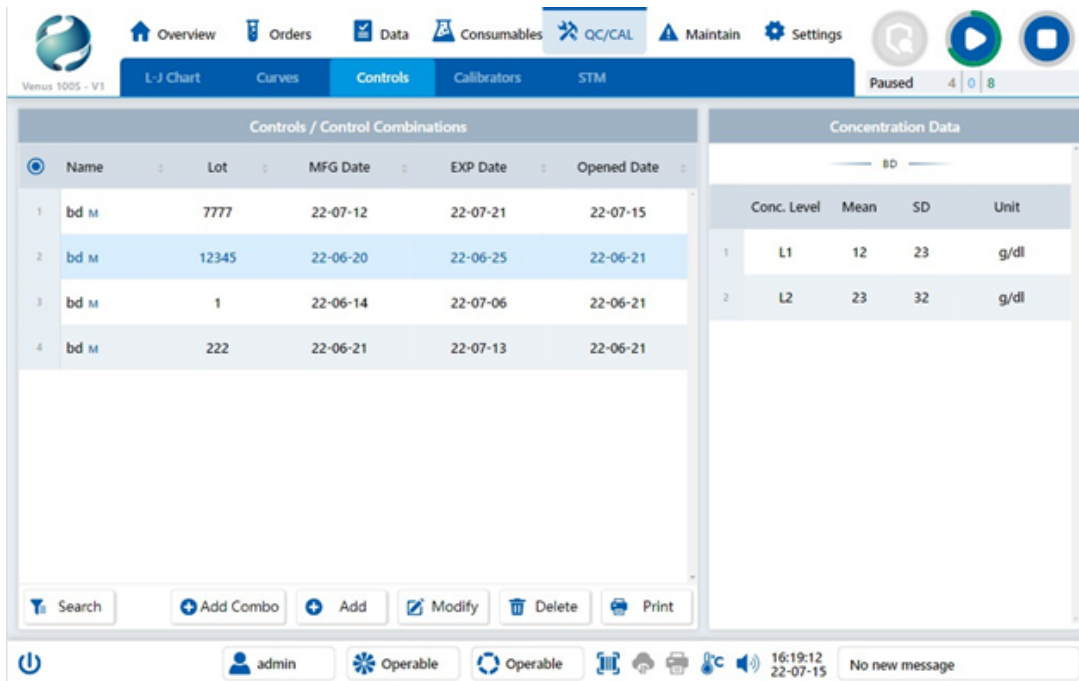 Overview Orders Data Consumables QC/CAL Maintain Settings
Venus 100S - V1
L-J Chart Curves Controls Calibrators STM
Paused 4 0 8
Controls / Control Combinations
Name Lot MFG Date EXP Date Opened Date
1 bd M 7777 22-07-12 22-07-21 22-07-15
2 bd M 12345 22-06-20 22-06-25 22-06-21
3 bd M 1 22-06-14 22-07-06 22-06-21
4 bd M 222 22-06-21 22-07-13 22-06-21
Concentration Data
BD
Conc. Level Mean SD Unit
1 L1 12 23 g/dl
2 L2 23 32 g/dl
Search Add Combo Add Modify Delete Print
admin Operable Operable °C 16:19:12
22-07-15
No new message